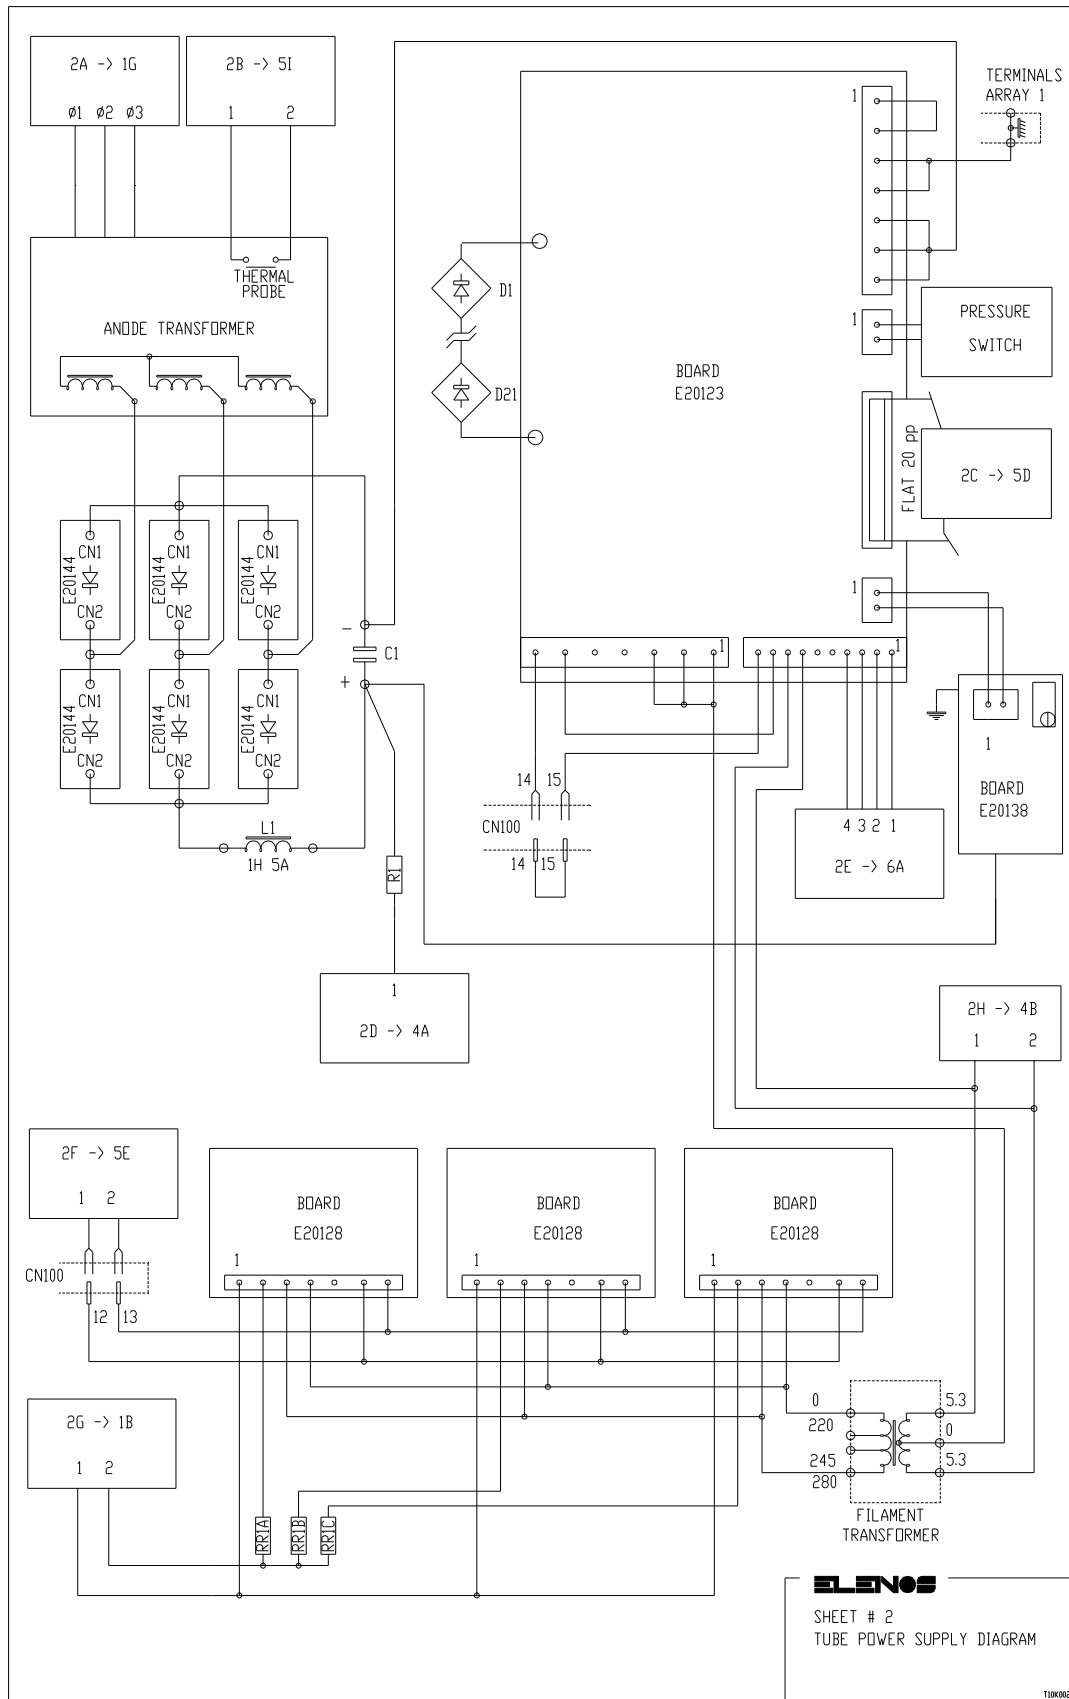 2A -> 1G
ø1 ø2 ø3
2B -> 5I
1 2
TERMINALS
ARRAY 1
1
THERMAL
PROBE
ANODE TRANSFORMER
D1
D21
BOARD
E20123
1
PRESSURE
SWITCH
FLAT 20 pp
2C -> 5D
1
CN1
E20144
CN2
CN1
E20144
CN2
CN1
E20144
CN2
-
C1
+
CN1
E20144
CN2
CN1
E20144
CN2
CN1
E20144
CN2
L1
1H 5A
1
1
1
BOARD
E20138
14 15
CN100
14 15
4 3 2 1
2E -> 6A
R1
1
2D -> 4A
2H -> 4B
1 2
2F -> 5E
1 2
CN100
12 13
BOARD
E20128
1
BOARD
E20128
1
BOARD
E20128
1
2G -> 1B
1 2
RR1A
RR1B
RR1C
0
220
245
280
5.3
0
5.3
FILAMENT
TRANSFORMER
ELENOS
SHEET # 2
TUBE POWER SUPPLY DIAGRAM
T10K002